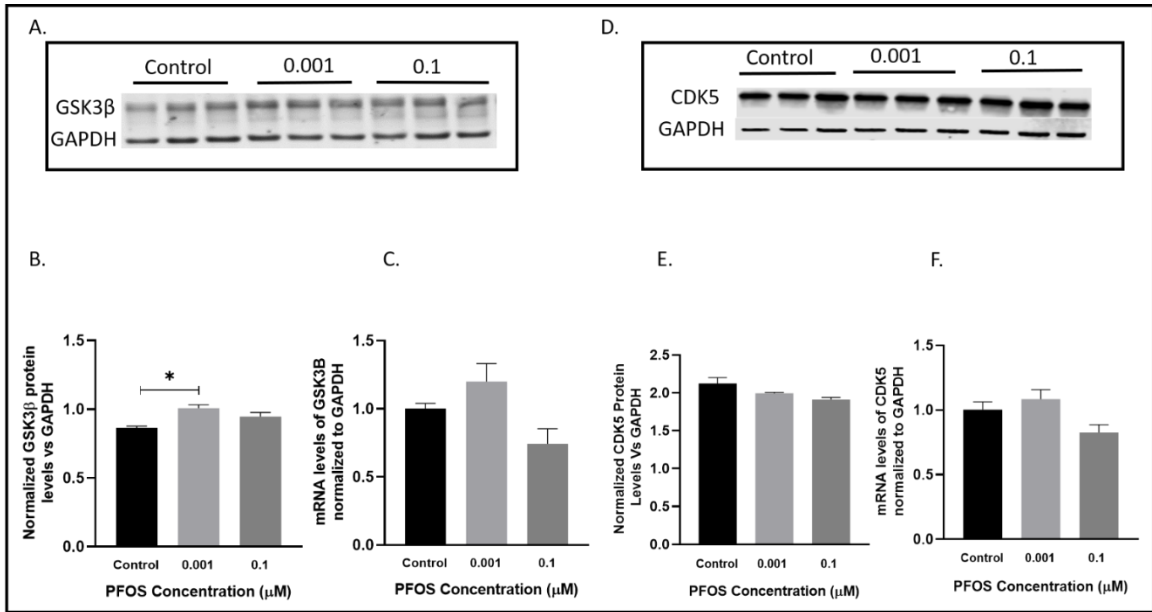 A.
Control 0.001 0.1
GSK3β
GAPDH
D.
Control 0.001 0.1
CDK5
GAPDH
B.
Normalized GSK3β protein
levels vs GAPDH
1.5
1.0
0.5
0.0
*
Control 0.001 0.1
PFOS Concentration (μM)
C.
mRNA levels of GSK3B
normalized to GAPDH
1.5
1.0
0.5
0.0
Control 0.001 0.1
PFOS Concentration (μM)
E.
Normalized CDK5 Protein
Levels Vs GAPDH
2.5
2.0
1.5
1.0
0.5
0.0
Control 0.001 0.1
PFOS Concentration (μM)
F.
mRNA levels of CDK5
normalized to GAPDH
1.5
1.0
0.5
0.0
Control 0.001 0.1
PFOS Concentration (μM)